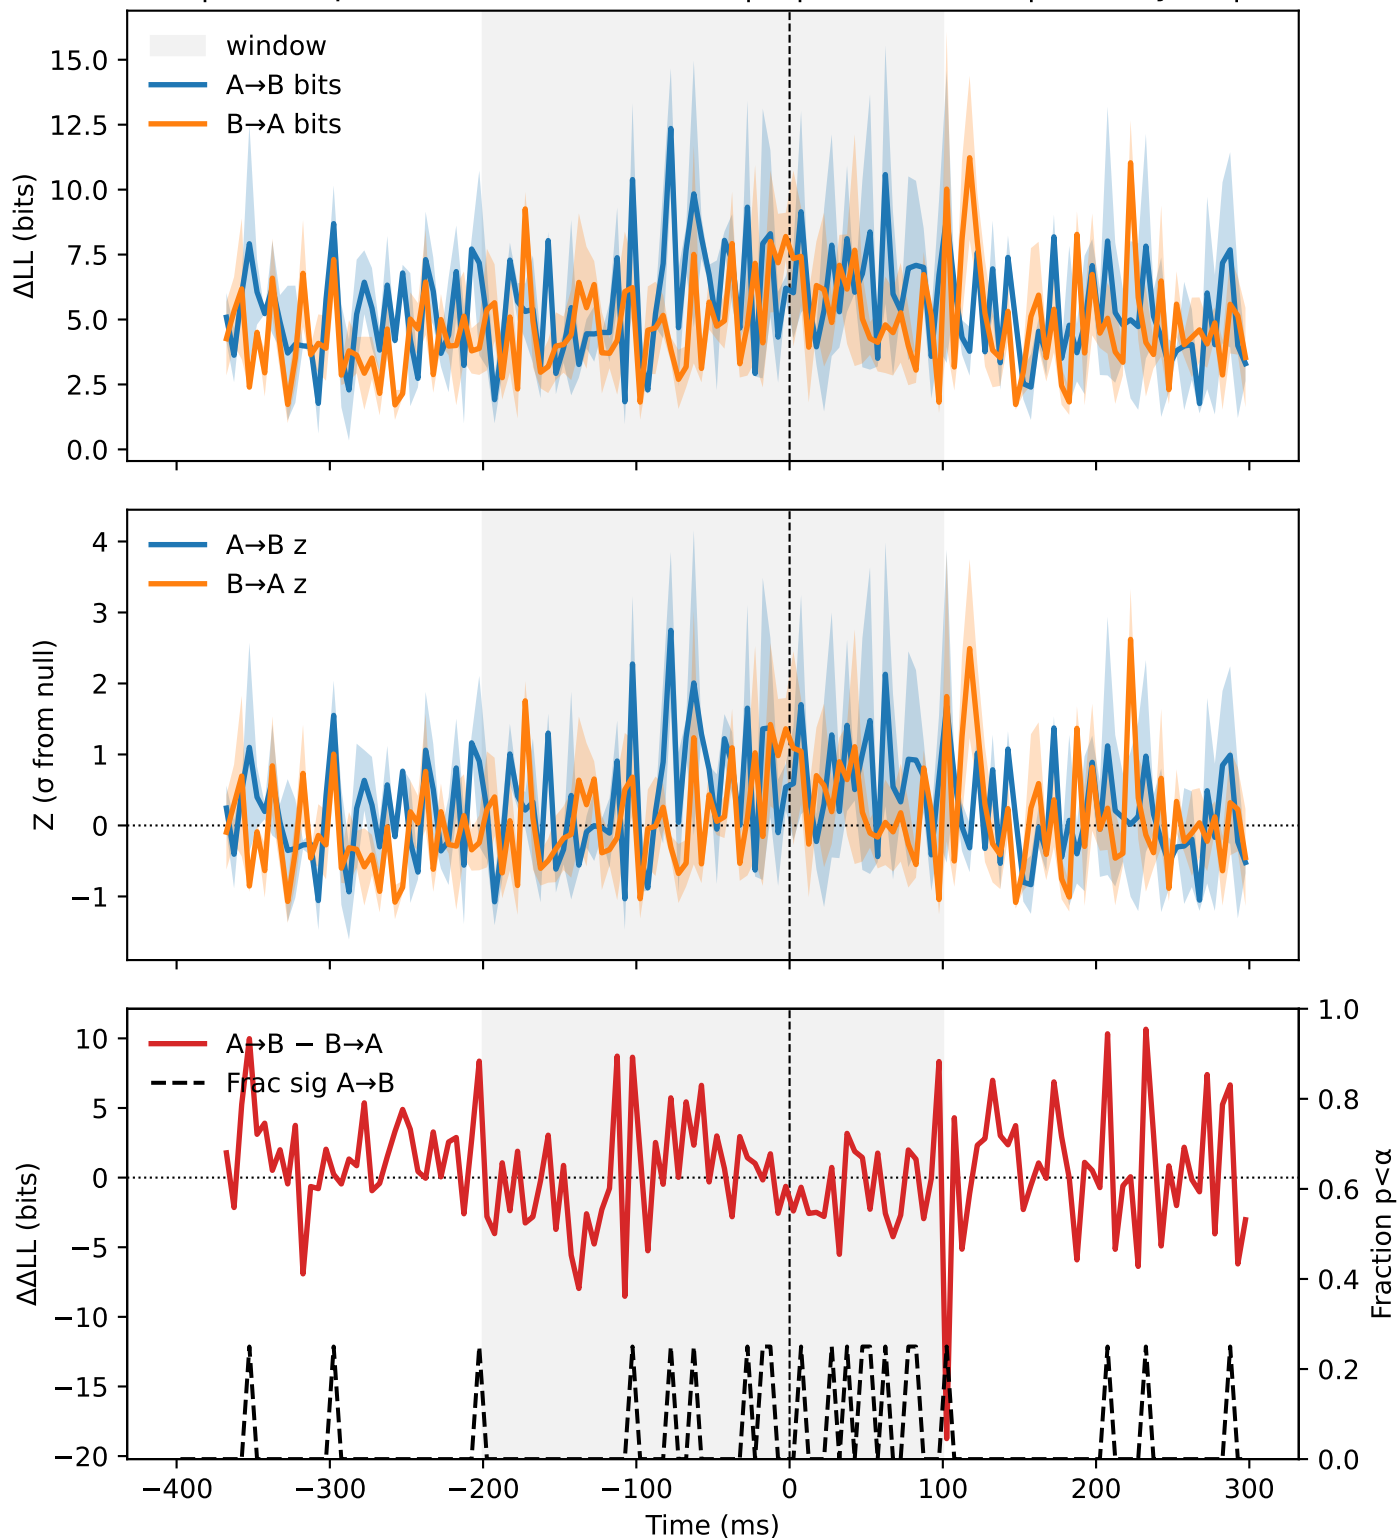 window
A→B bits
B→A bits
ΔLL (bits)
15.0
12.5
10.0
7.5
5.0
2.5
0.0
A→B z
B→A z
Z (σ from null)
4
3
2
1
0
−1
A→B − B→A
Frac sig A→B
ΔΔLL (bits)
10
5
0
−5
−10
−15
−20
1.0
0.8
0.6
0.4
0.2
0.0
Fraction p<α
−400 −300 −200 −100 0 100 200 300
Time (ms)